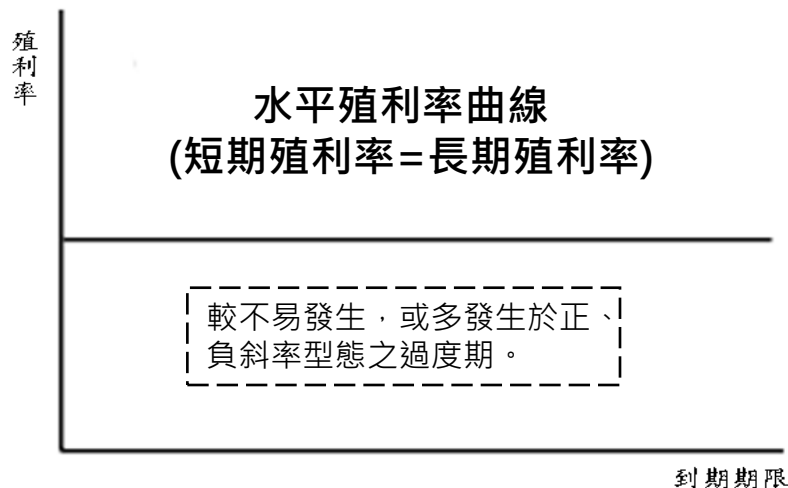 殖利率
水平殖利率曲線
(短期殖利率=長期殖利率)
較不易發生，或多發生於正、
負斜率型態之過度期。
到期期限